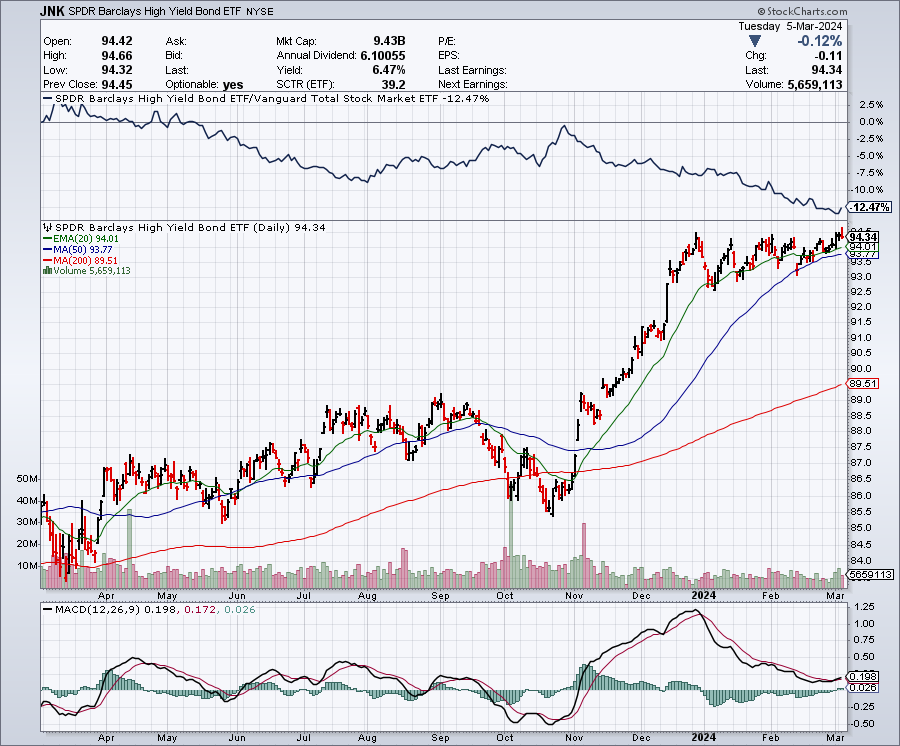 JNK SPDR Barclays High Yield Bond ETF NYSE © StockCharts.com
Tuesday 5-Mar-2024
Open: 94.42 Ask: Mkt Cap: 9.43B P/E: ▼ -0.12%
High: 94.66 Bid: Annual Dividend: 6.10055 EPS: Chg: -0.11
Low: 94.32 Last: Yield: 6.47% Last Earnings: Last: 94.34
Prev Close: 94.45 Optionable: yes SCTR (ETF): 39.2 Next Earnings: Volume: 5,659,113
SPDR Barclays High Yield Bond ETF/Vanguard Total Stock Market ETF -12.47%
2.5%
0.0%
-2.5%
-5.0%
-7.5%
-10.0%
-12.47%
SPDR Barclays High Yield Bond ETF (Daily) 94.34
EMA(20) 94.01
MA(50) 93.77
MA(200) 89.51
Volume 5,659,113
94.34
94.01
93.77
93.5
93.0
92.5
92.0
91.5
91.0
90.5
90.0
89.51
89.0
88.5
88.0
87.5
87.0
86.5
86.0
85.5
85.0
84.5
84.0
5659113
50M
40M
30M
20M
10M
Apr May Jun Jul Aug Sep Oct Nov Dec 2024 Feb Mar
MACD(12,26,9) 0.198, 0.172, 0.026
1.25
1.00
0.75
0.50
0.198
0.026
-0.25
-0.50
Apr May Jun Jul Aug Sep Oct Nov Dec 2024 Feb Mar